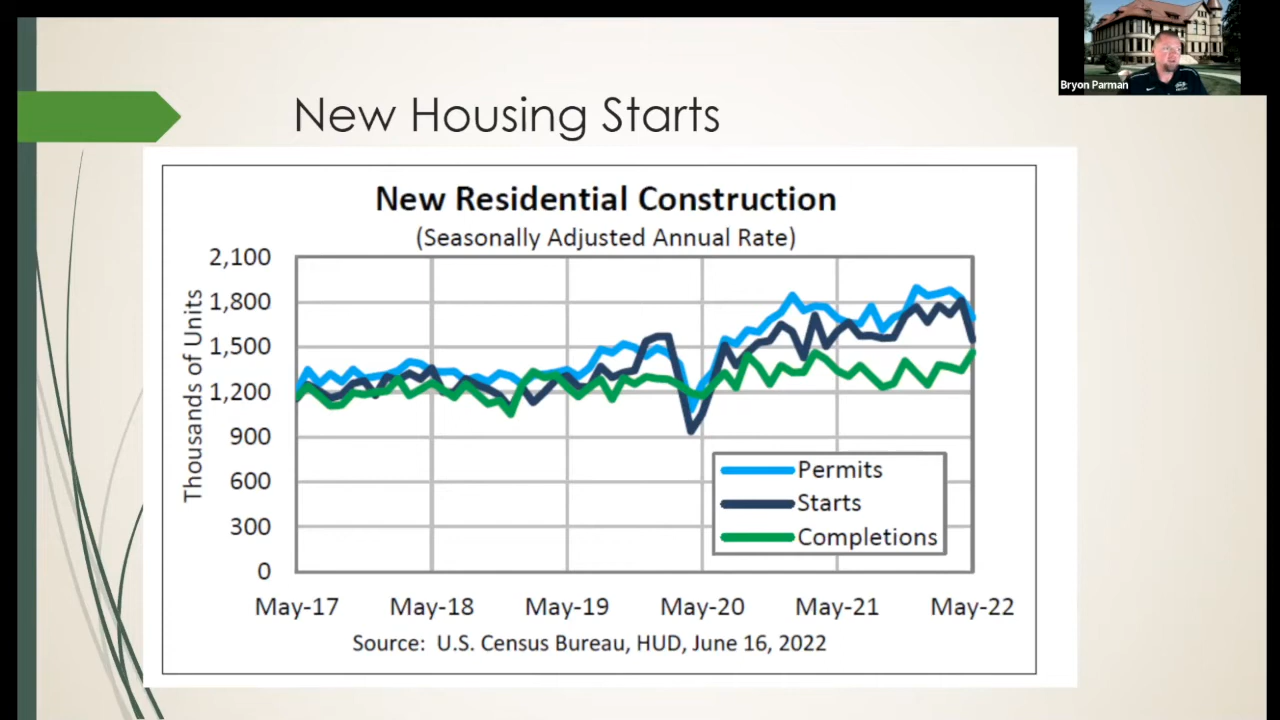 Bryon Parman
New Housing Starts
New Residential Construction
(Seasonally Adjusted Annual Rate)
Thousands of Units
2,100
1,800
1,500
1,200
900
600
300
0
Permits
Starts
Completions
May-17 May-18 May-19 May-20 May-21 May-22
Source: U.S. Census Bureau, HUD, June 16, 2022